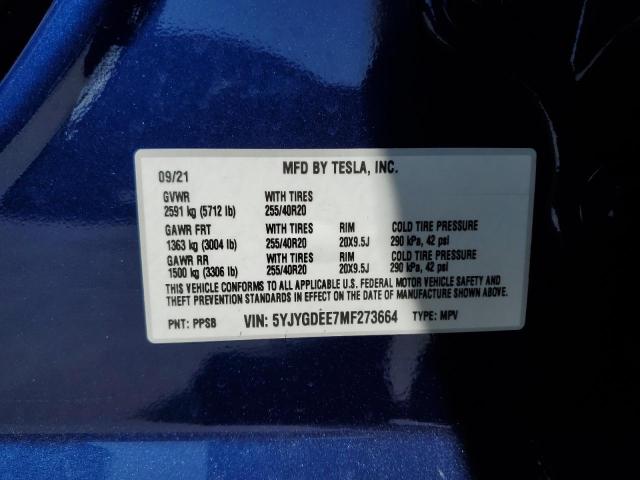 MFD BY TESLA, INC.
09/21
GVWR WITH TIRES
2591 kg (5712 lb) 255/40R20
GAWR FRT WITH TIRES RIM COLD TIRE PRESSURE
1363 kg (3004 lb) 255/40R20 20X9.5J 290 kPa, 42 psi
GAWR RR WITH TIRES RIM COLD TIRE PRESSURE
1500 kg (3306 lb) 255/40R20 20X9.5J 290 kPa, 42 psi
THIS VEHICLE CONFORMS TO ALL APPLICABLE U.S. FEDERAL MOTOR VEHICLE SAFETY AND
THEFT PREVENTION STANDARDS IN EFFECT ON THE DATE OF MANUFACTURE SHOWN ABOVE.
PNT: PPSB VIN: 5YJYGDEE7MF273664 TYPE: MPV